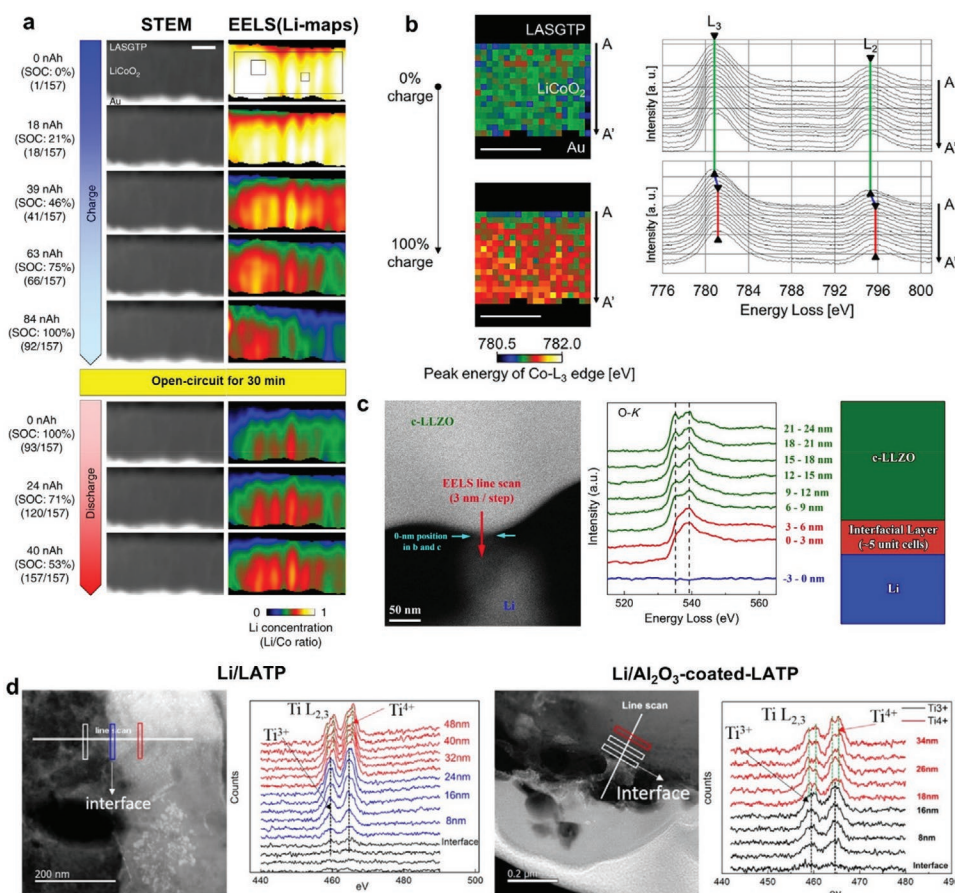 a
STEM
EELS(Li-maps)
0 nAh
(SOC: 0%)
(1/157)
LASGTP
LiCoO₂
Au
18 nAh
(SOC: 21%)
(18/157)
39 nAh
(SOC: 46%)
(41/157)
63 nAh
(SOC: 75%)
(66/157)
84 nAh
(SOC: 100%)
(92/157)
Charge
Open-circuit for 30 min
0 nAh
(SOC: 100%)
(93/157)
24 nAh
(SOC: 71%)
(120/157)
40 nAh
(SOC: 53%)
(157/157)
Discharge
0 1
Li concentration
(Li/Co ratio)
b
0%
charge
100%
charge
LASGTP
A
LiCoO₂
A'
Au
A
A'
780.5 782.0
Peak energy of Co-L₃ edge [eV]
L₃
L₂
Intensity [a. u.]
A
A'
Intensity [a. u.]
A
A'
776 780 784 788 792 796 800
Energy Loss [eV]
c
c-LLZO
EELS line scan
(3 nm / step)
0-nm position
in b and c
Li
50 nm
O-K
Intensity (a.u.)
21 - 24 nm
18 - 21 nm
15 - 18 nm
12 - 15 nm
9 - 12 nm
6 - 9 nm
3 - 6 nm
0 - 3 nm
-3 - 0 nm
520 540 560
Energy Loss (eV)
c-LLZO
Interfacial Layer
(~5 unit cells)
Li
d
Li/LATP
line scan
interface
200 nm
Counts
Ti L₂,₃
Ti³⁺
Ti⁴⁺
48nm
40nm
32nm
24nm
16nm
8nm
Interface
440 460 480 500
eV
Li/Al₂O₃-coated-LATP
Line scan
Interface
0.2 μm
counts
Ti L₂,₃
Ti³⁺
Ti⁴⁺
Ti3+
Ti4+
34nm
26nm
18nm
16nm
8nm
Interface
440 450 460 470 480 490